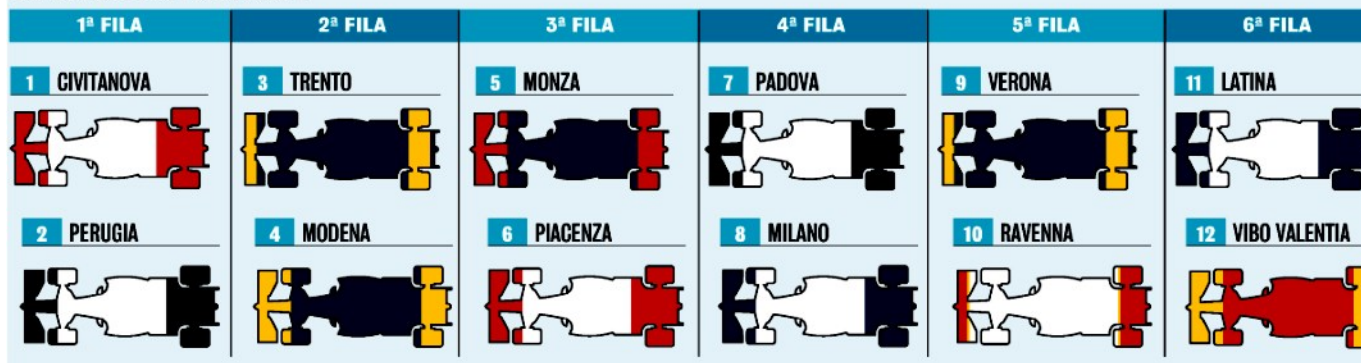 1ª FILA
2ª FILA
3ª FILA
4ª FILA
5ª FILA
6ª FILA
1 CIVITANOVA
3 TRENTO
5 MONZA
7 PADOVA
9 VERONA
11 LATINA
2 PERUGIA
4 MODENA
6 PIACENZA
8 MILANO
10 RAVENNA
12 VIBO VALENTIA